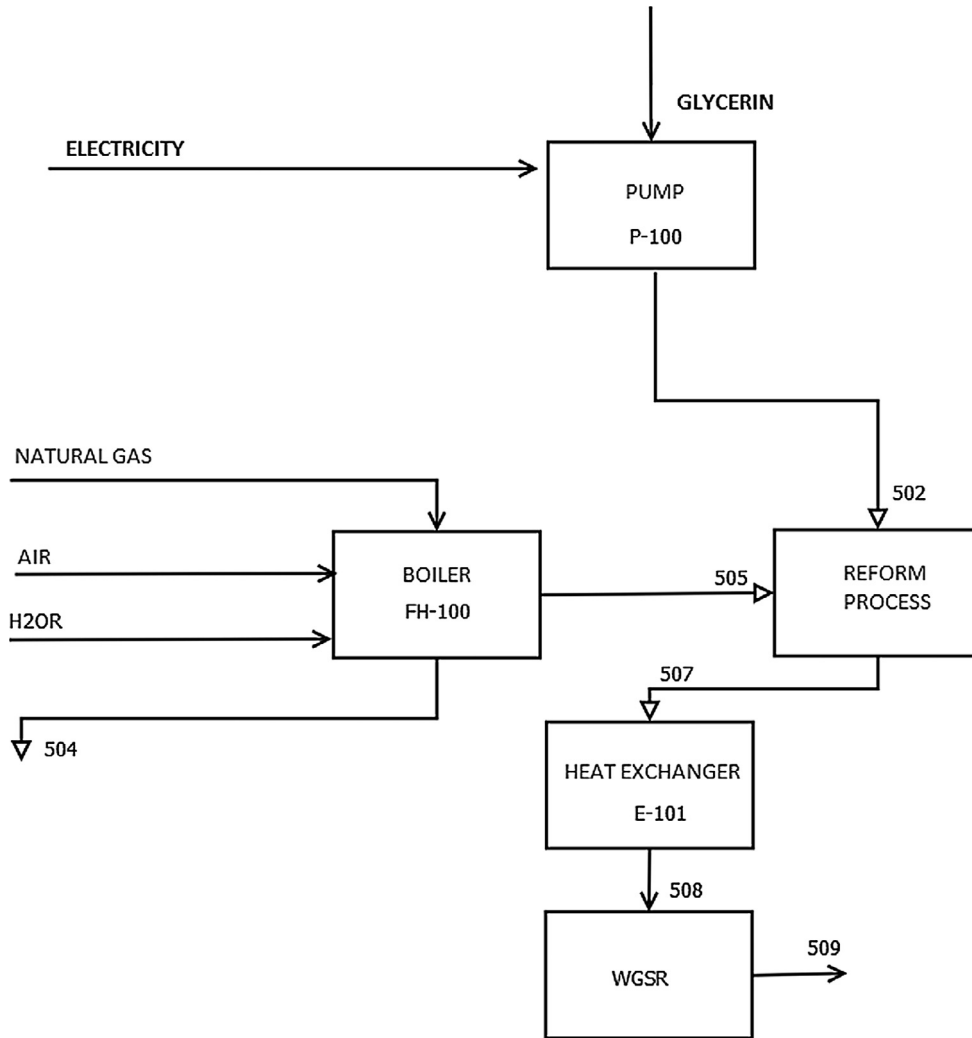 GLYCERIN
ELECTRICITY
PUMP
P-100
NATURAL GAS
502
AIR
BOILER
FH-100
505
REFORM
PROCESS
H2OR
507
504
HEAT EXCHANGER
E-101
508
509
WGSR